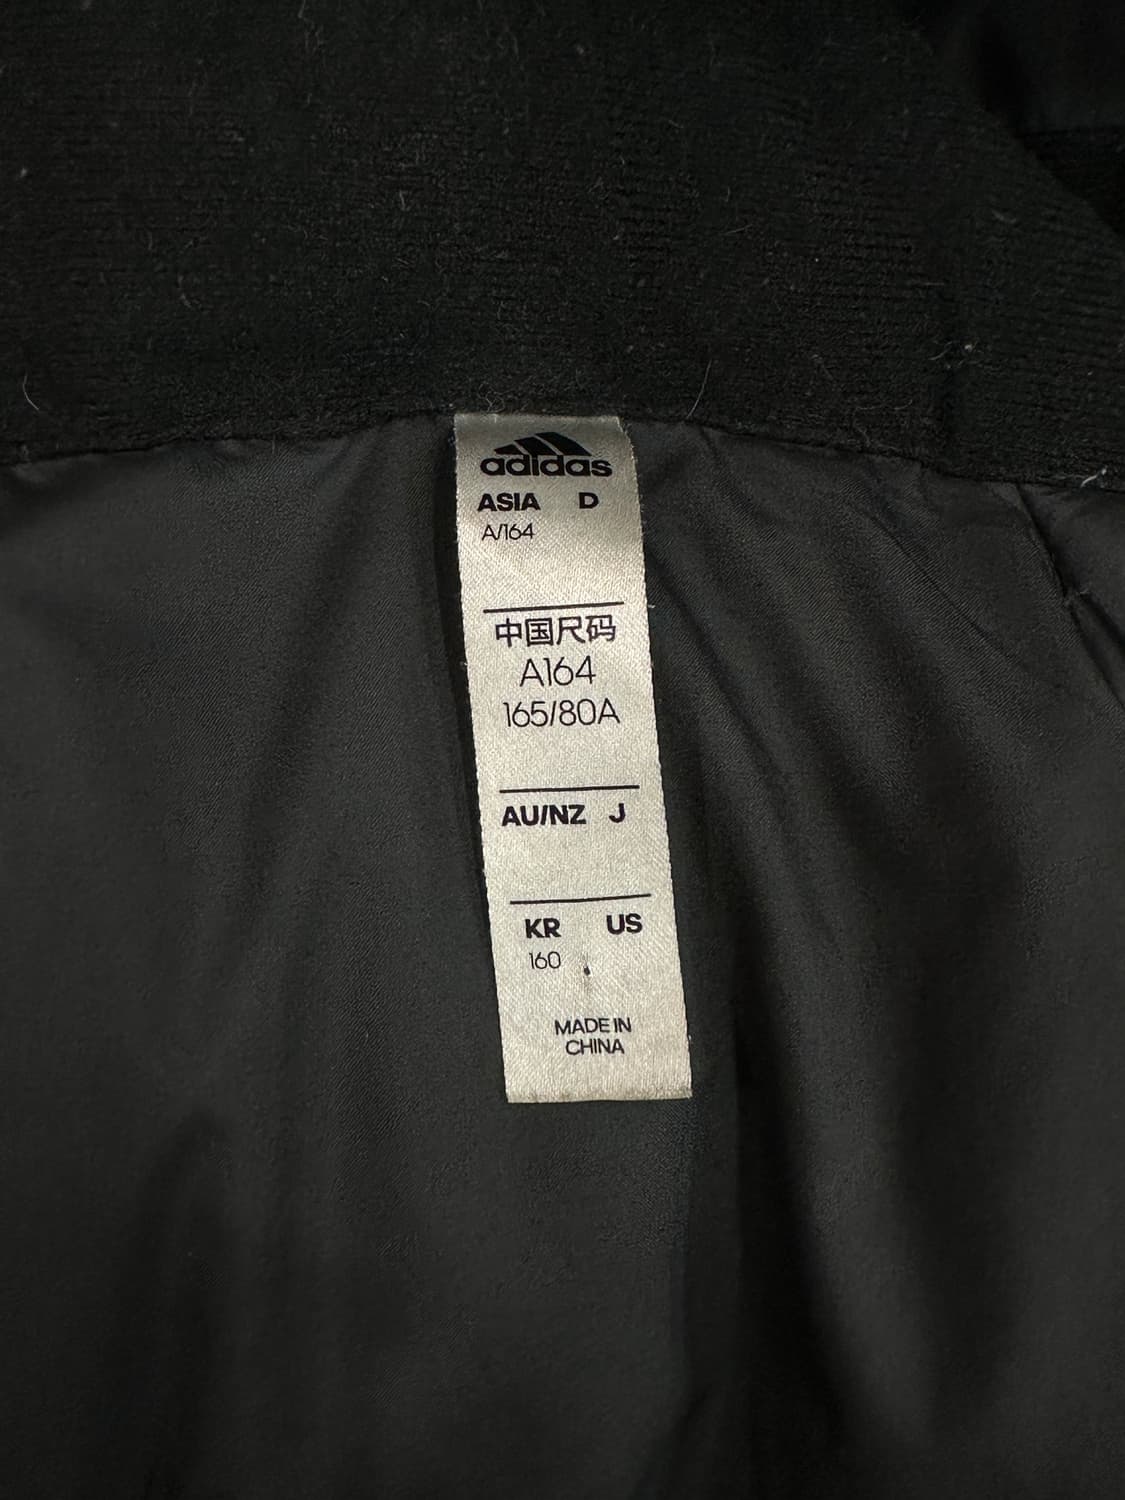 adidas
ASIA D
A/164
中国尺码
A164
165/80A
AU/NZ J
KR US
160
MADE IN
CHINA